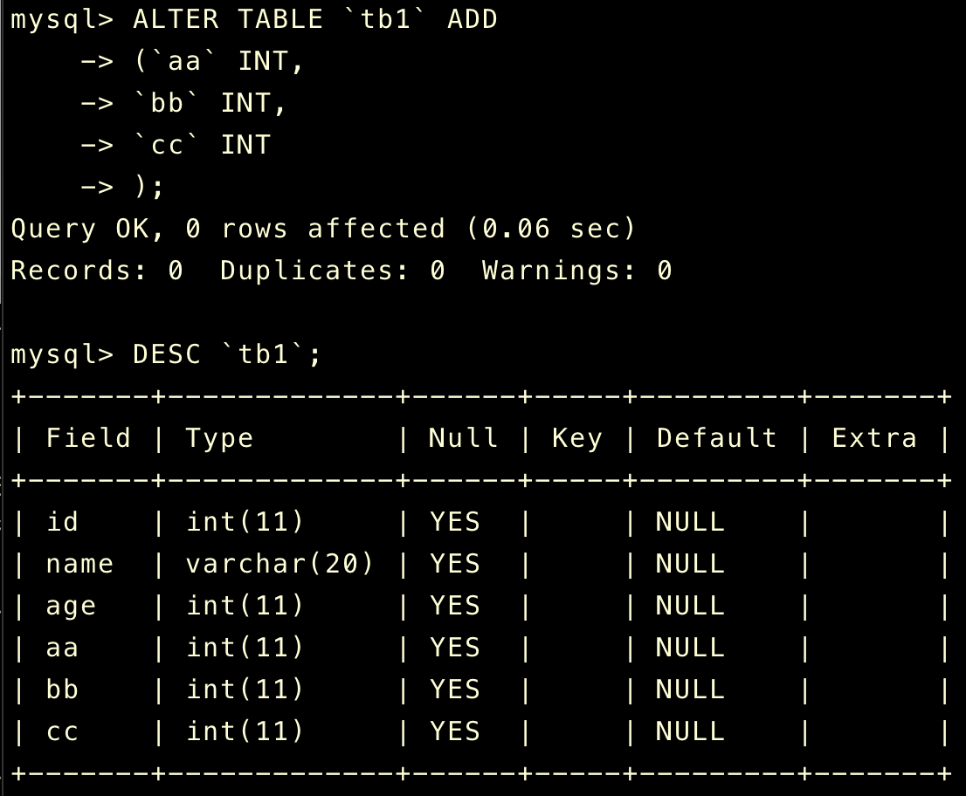 mysql> ALTER TABLE `tb1` ADD
    -> (`aa` INT,
    -> `bb` INT,
    -> `cc` INT
    -> );
Query OK, 0 rows affected (0.06 sec)
Records: 0  Duplicates: 0  Warnings: 0

mysql> DESC `tb1`;
+-------+-------------+------+-----+---------+-------+
| Field | Type        | Null | Key | Default | Extra |
+-------+-------------+------+-----+---------+-------+
| id    | int(11)     | YES  |     | NULL    |       |
| name  | varchar(20) | YES  |     | NULL    |       |
| age   | int(11)     | YES  |     | NULL    |       |
| aa    | int(11)     | YES  |     | NULL    |       |
| bb    | int(11)     | YES  |     | NULL    |       |
| cc    | int(11)     | YES  |     | NULL    |       |
+-------+-------------+------+-----+---------+-------+